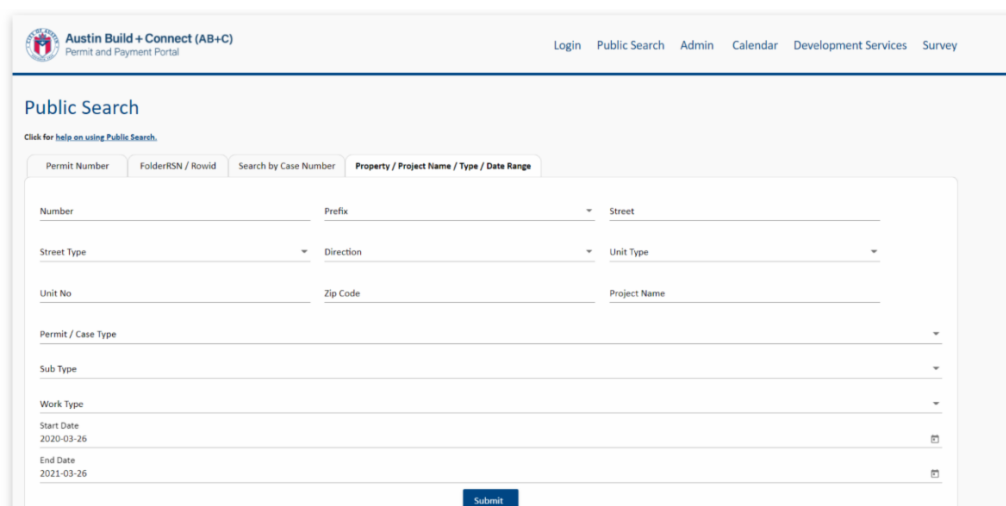 Austin Build + Connect (AB+C)
Permit and Payment Portal
Login Public Search Admin Calendar Development Services Survey
Public Search
Click for help on using Public Search.
Permit Number FolderRSN / Rowid Search by Case Number Property / Project Name / Type / Date Range
Number Prefix Street
Street Type Direction Unit Type
Unit No Zip Code Project Name
Permit / Case Type
Sub Type
Work Type
Start Date
2020-03-26
End Date
2021-03-26
Submit